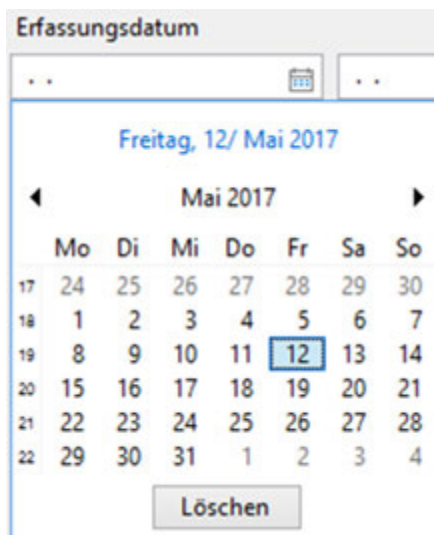 Erfassungsdatum
. . . .
Freitag, 12/ Mai 2017
Mai 2017
Mo Di Mi Do Fr Sa So
17 24 25 26 27 28 29 30
18 1 2 3 4 5 6 7
19 8 9 10 11 12 13 14
20 15 16 17 18 19 20 21
21 22 23 24 25 26 27 28
22 29 30 31 1 2 3 4
Löschen